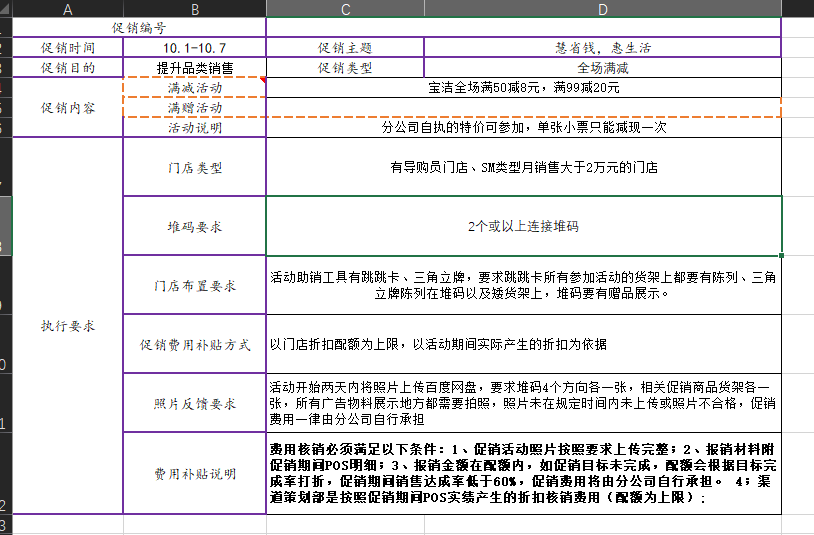 A B C D
促销编号
促销时间 10.1-10.7 促销主题 慧省钱，惠生活
促销目的 提升品类销售 促销类型 全场满减
促销内容 满减活动 宝洁全场满50减8元，满99减20元
满赠活动
活动说明 分公司自执的特价可参加，单张小票只能减现一次
执行要求
门店类型 有导购员门店、SM类型月销售大于2万元的门店
堆码要求 2个或以上连接堆码
门店布置要求
活动助销工具有跳跳卡、三角立牌，要求跳跳卡所有参加活动的货架上都要有陈列、三角
立牌陈列在堆码以及矮货架上，堆码要有赠品展示。
促销费用补贴方式 以门店折扣配额为上限，以活动期间实际产生的折扣为依据
照片反馈要求
活动开始两天内将照片上传百度网盘，要求堆码4个方向各一张，相关促销商品货架各一
张，所有广告物料展示地方都需要拍照，照片未在规定时间内未上传或照片不合格，促销
费用一律由分公司自行承担
费用补贴说明
费用核销必须满足以下条件：1、促销活动照片按照要求上传完整；2、报销材料附
促销期间POS明细；3、报销金额在配额内，如促销目标未完成，配额会根据目标完
成率打折，促销期间销售达成率低于60%，促销费用将由分公司自行承担。 4；渠
道策划部是按照促销期间POS实绩产生的折扣核销费用（配额为上限）；